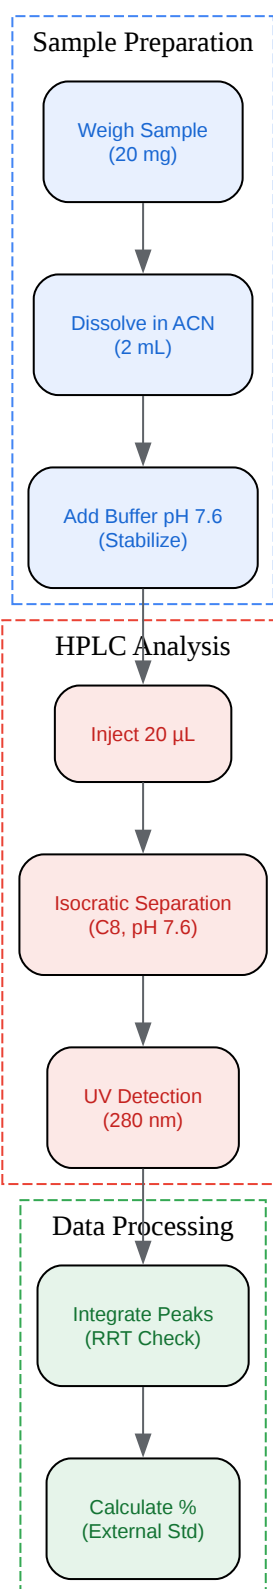 Sample Preparation
Weigh Sample
(20 mg)
Dissolve in ACN
(2 mL)
Add Buffer pH 7.6
(Stabilize)
HPLC Analysis
Inject 20 µL
Isocratic Separation
(C8, pH 7.6)
UV Detection
(280 nm)
Data Processing
Integrate Peaks
(RRT Check)
Calculate %
(External Std)